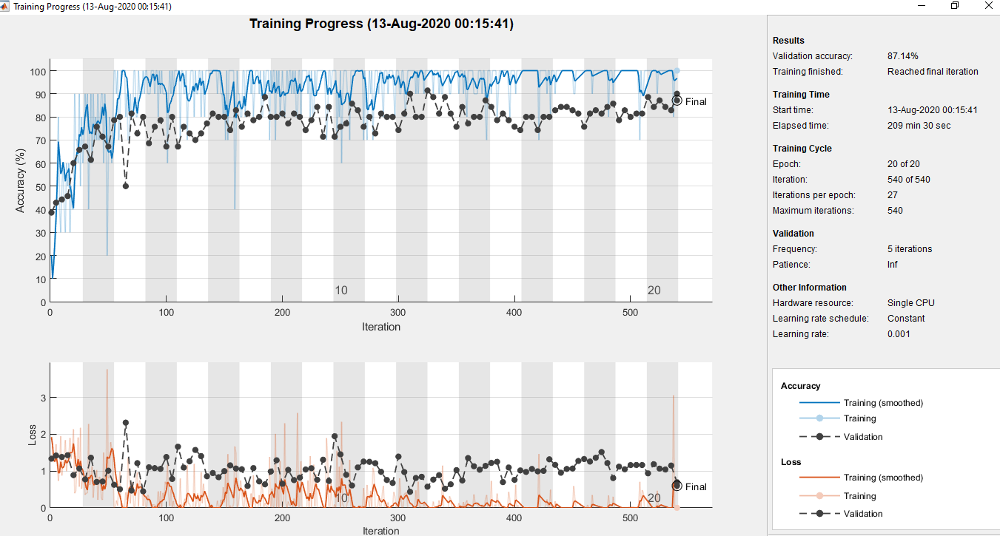 Training Progress (13-Aug-2020 00:15:41)
Training Progress (13-Aug-2020 00:15:41)
100
90
80
70
60
50
40
30
20
10
0
Accuracy (%)
Final
10
20
0
100
200
300
400
500
Iteration
3
2
1
0
Loss
Final
10
20
0
100
200
300
400
500
Iteration
Results
Validation accuracy: 87.14%
Training finished: Reached final iteration
Training Time
Start time: 13-Aug-2020 00:15:41
Elapsed time: 209 min 30 sec
Training Cycle
Epoch: 20 of 20
Iteration: 540 of 540
Iterations per epoch: 27
Maximum iterations: 540
Validation
Frequency: 5 iterations
Patience: Inf
Other Information
Hardware resource: Single CPU
Learning rate schedule: Constant
Learning rate: 0.001
Accuracy
Training (smoothed)
Training
Validation
Loss
Training (smoothed)
Training
Validation